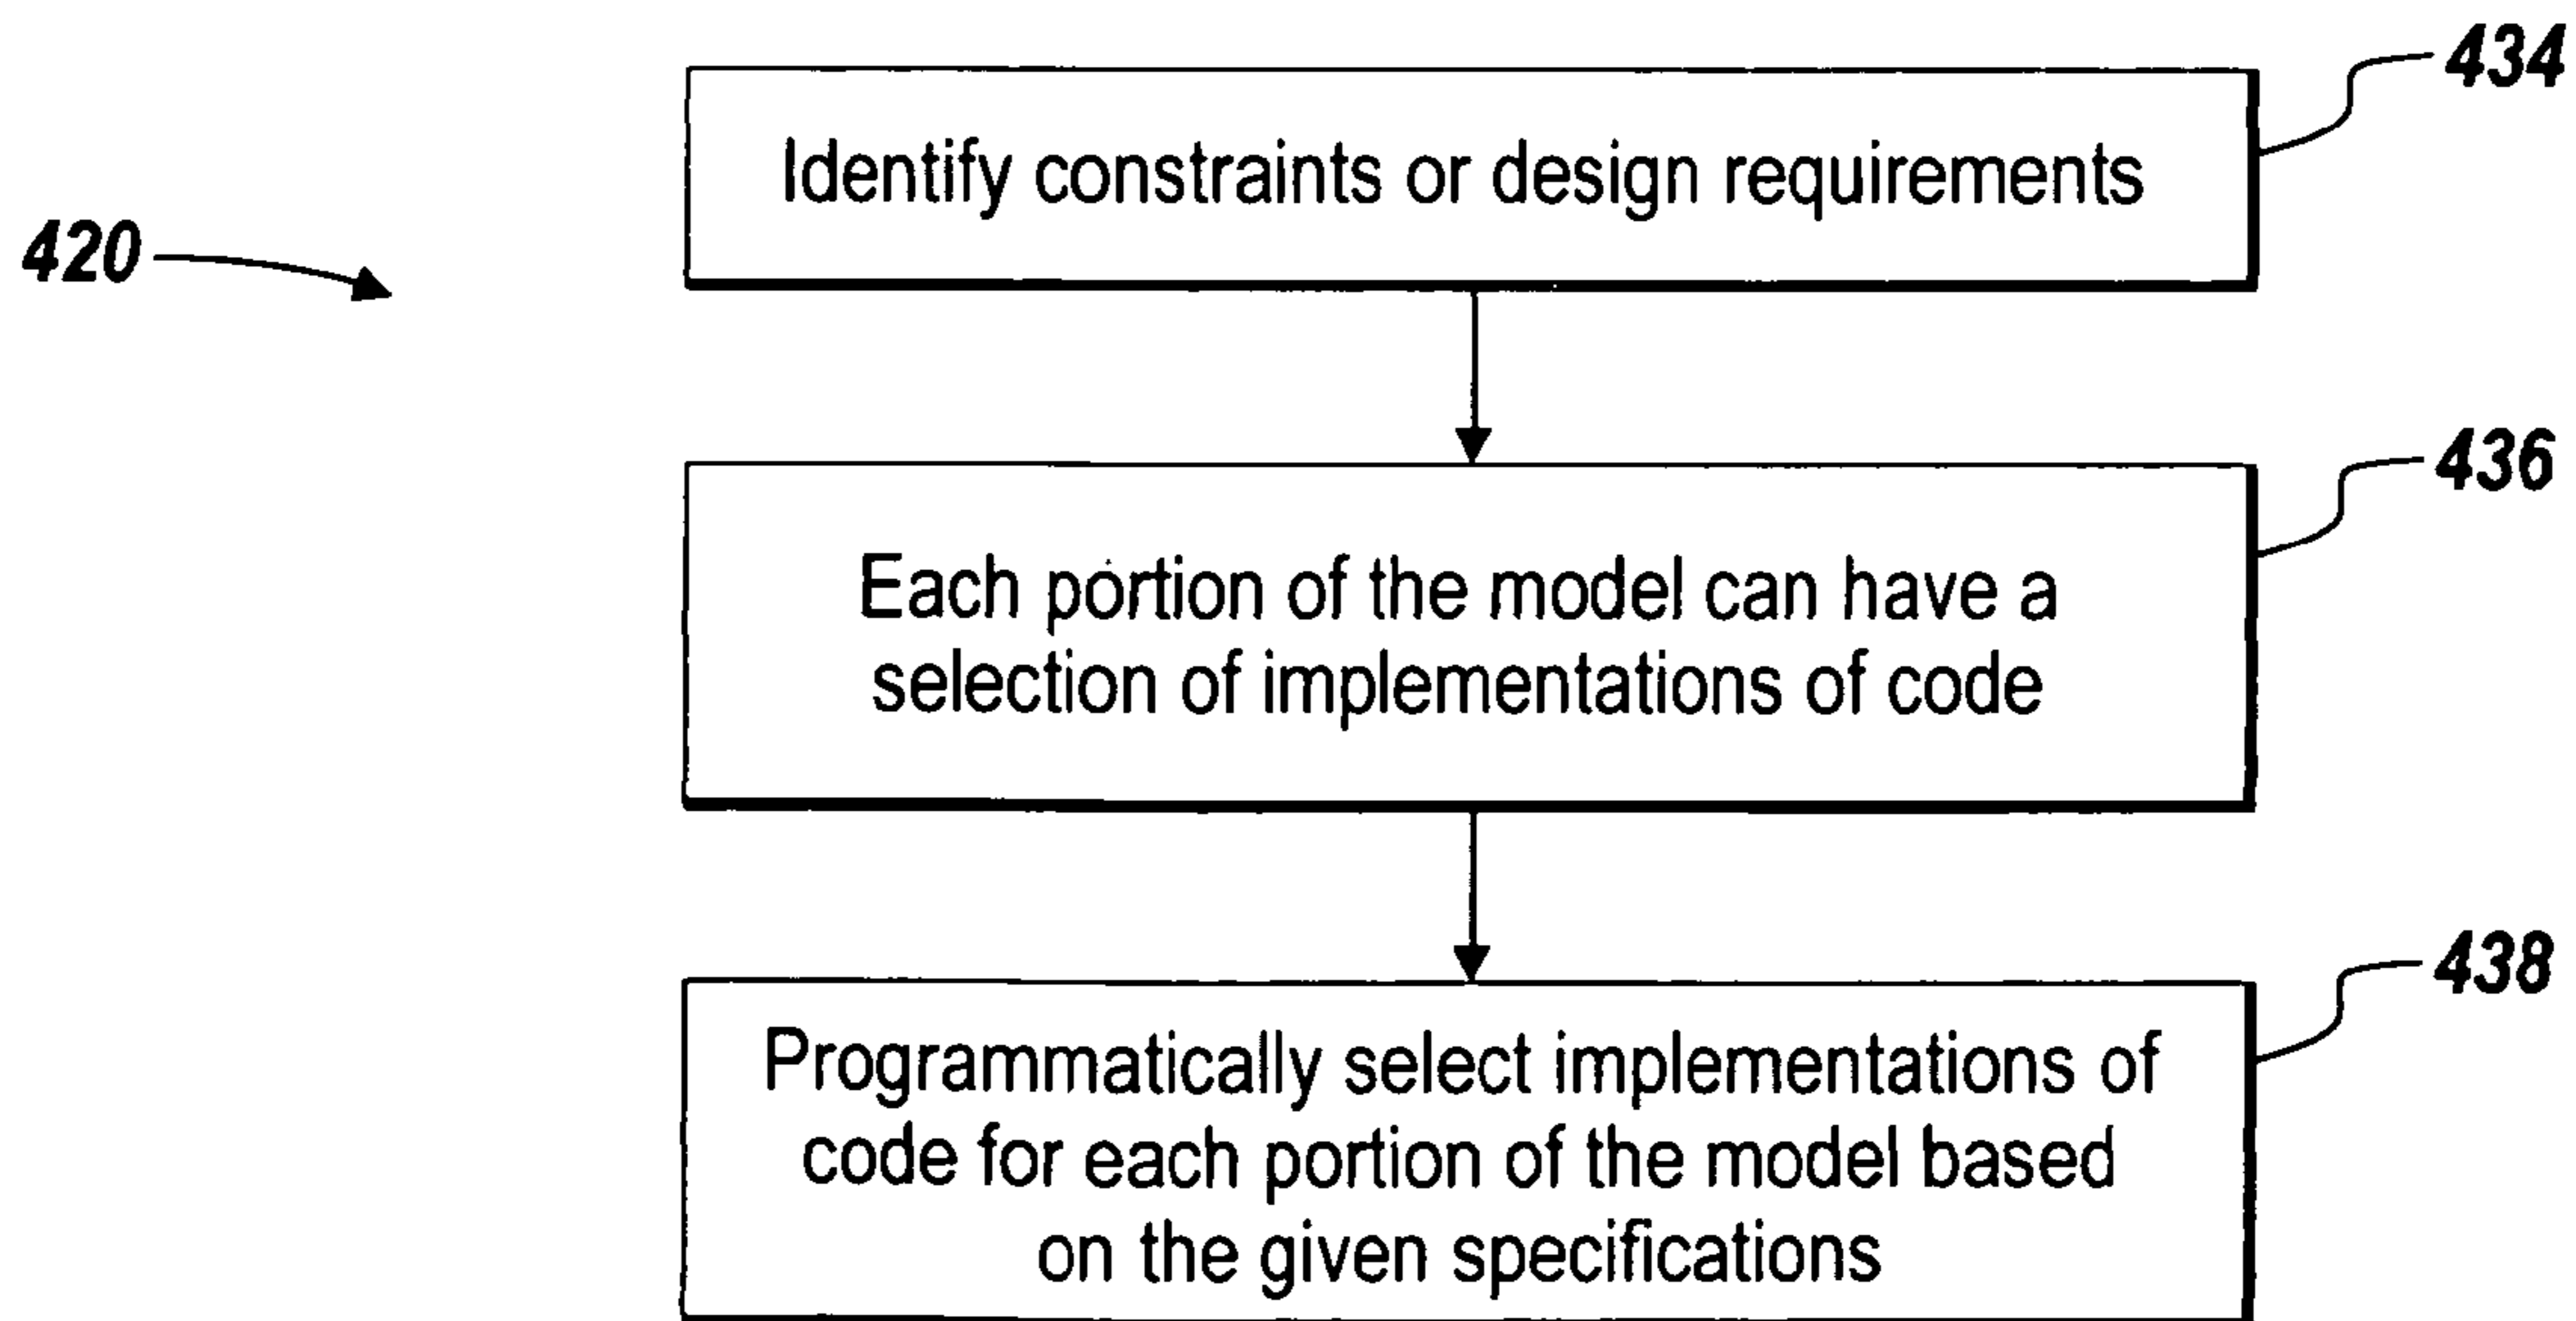 434
Identify constraints or design requirements
420
436
Each portion of the model can have a
selection of implementations of code
438
Programmatically select implementations of
code for each portion of the model based
on the given specifications